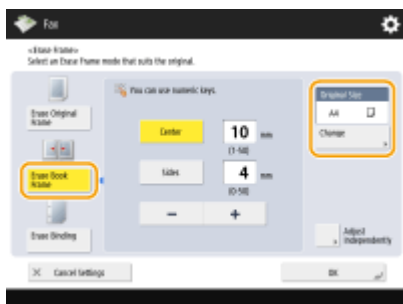 Fax
<Erase Frame>
Select an Erase Frame mode that suits the original.
You can use numeric keys.
Original Size
A4
Change
Erase Original
Frame
Center
10 mm
(1-50)
Erase Book
Frame
Sides
4 mm
(0-50)
Erase Binding
-
+
Adjust
Independently
× Cancel Settings
OK